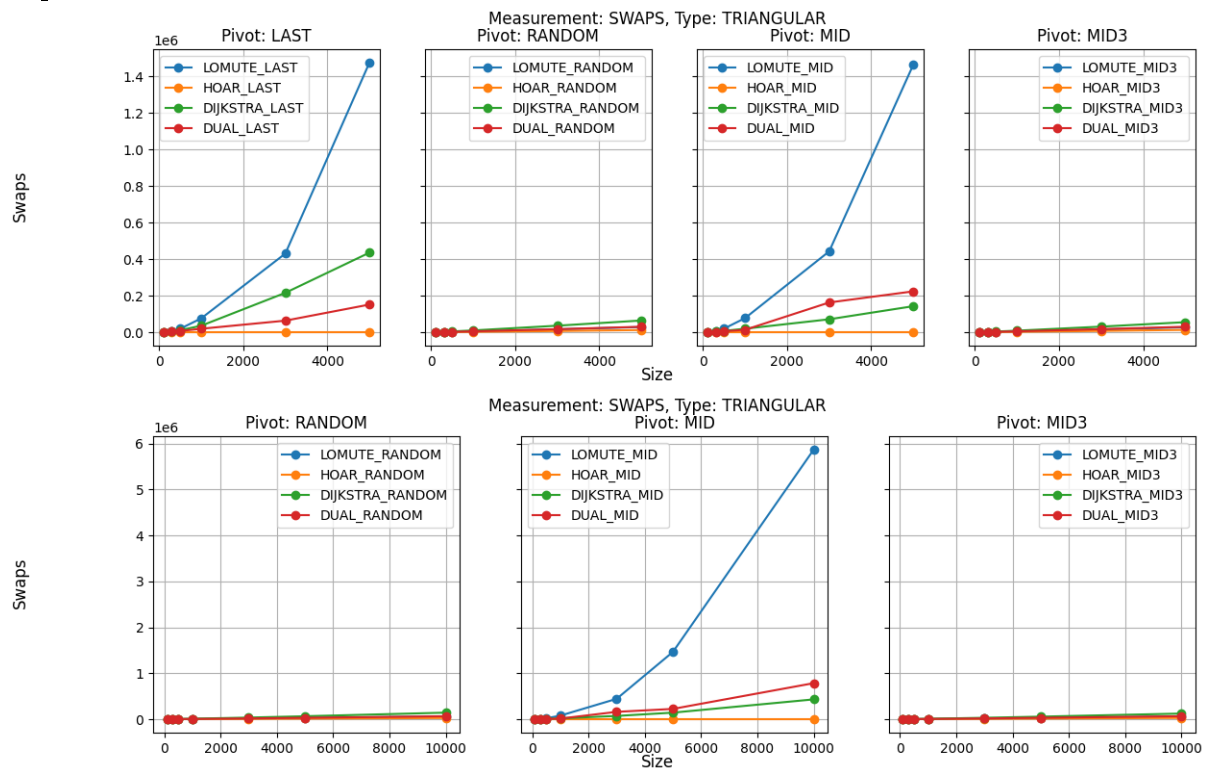 Measurement: SWAPS, Type: TRIANGULAR
Pivot: LAST
Pivot: RANDOM
Pivot: MID
Pivot: MID3
1e6
LOMUTE_LAST
HOAR_LAST
DIJKSTRA_LAST
DUAL_LAST
LOMUTE_RANDOM
HOAR_RANDOM
DIJKSTRA_RANDOM
DUAL_RANDOM
LOMUTE_MID
HOAR_MID
DIJKSTRA_MID
DUAL_MID
LOMUTE_MID3
HOAR_MID3
DIJKSTRA_MID3
DUAL_MID3
1.4
1.2
1.0
0.8
0.6
0.4
0.2
0.0
Swaps
0 2000 4000
0 2000 4000
0 2000 4000
0 2000 4000
Size
Measurement: SWAPS, Type: TRIANGULAR
Pivot: RANDOM
Pivot: MID
Pivot: MID3
1e6
LOMUTE_RANDOM
HOAR_RANDOM
DIJKSTRA_RANDOM
DUAL_RANDOM
LOMUTE_MID
HOAR_MID
DIJKSTRA_MID
DUAL_MID
LOMUTE_MID3
HOAR_MID3
DIJKSTRA_MID3
DUAL_MID3
6
5
4
3
2
1
0
Swaps
0 2000 4000 6000 8000 10000
0 2000 4000 6000 8000 10000
0 2000 4000 6000 8000 10000
Size